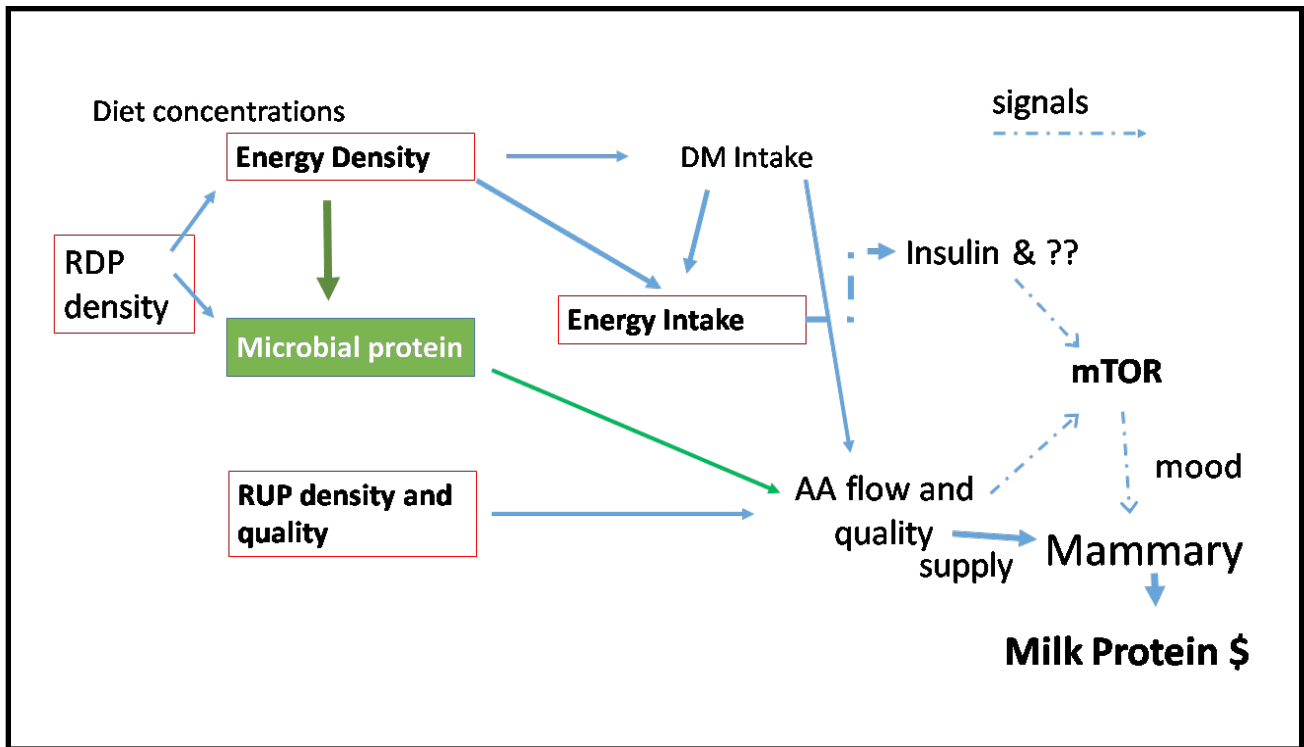 signals
Diet concentrations
Energy Density
DM Intake
RDP
density
Insulin & ??
Energy Intake
Microbial protein
mTOR
mood
RUP density and
quality
AA flow and
quality
supply
Mammary
Milk Protein $